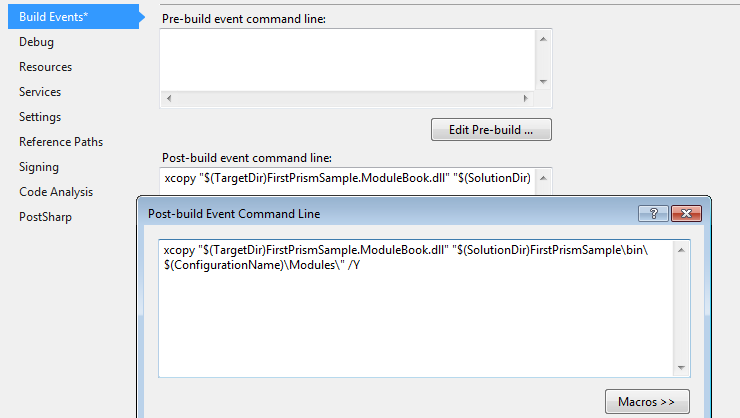 Build Events*
Debug
Resources
Services
Settings
Reference Paths
Signing
Code Analysis
PostSharp
Pre-build event command line:
Edit Pre-build ...
Post-build event command line:
xcopy "$(TargetDir)FirstPrismSample.ModuleBook.dll" "$(SolutionDir)
Post-build Event Command Line
?
xcopy "$(TargetDir)FirstPrismSample.ModuleBook.dll" "$(SolutionDir)FirstPrismSample\bin\
$(ConfigurationName)\Modules\" /Y
Macros >>